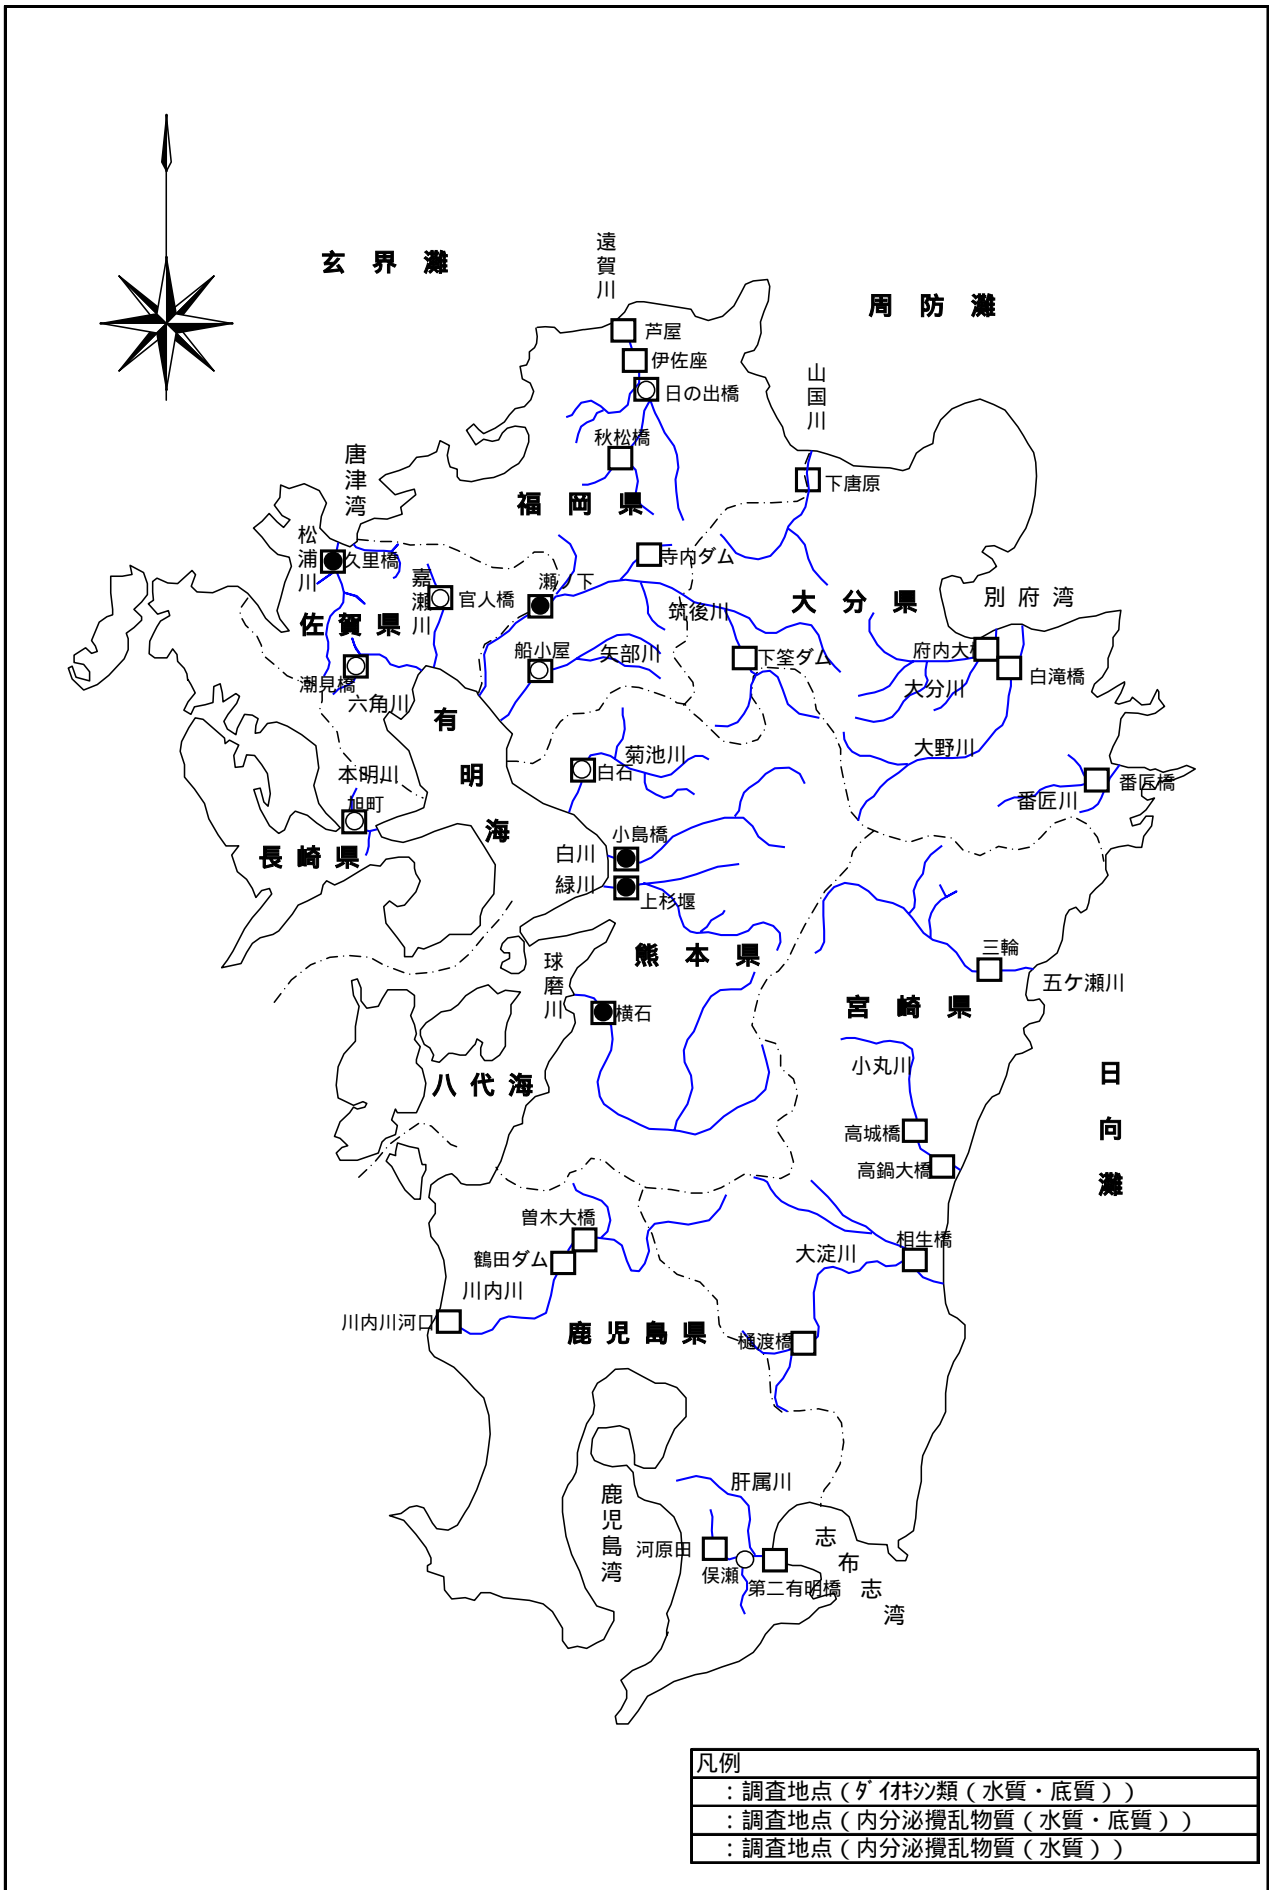 玄界灘
遠賀川
周防灘
芦屋
伊佐座
日の出橋
山国川
秋松橋
唐津湾
下唐原
福岡県
松浦川
久里橋
寺内ダム
嘉瀬川
官人橋
瀬ノ下
筑後川
大分県
別府湾
佐賀県
船小屋
矢部川
下筌ダム
府内大橋
白滝橋
潮見橋
六角川
大分川
有明海
大野川
本明川
菊池川
白石
番匠橋
番匠川
旭町
長崎県
小島橋
白川
緑川
上杉堰
熊本県
三輪
五ケ瀬川
球磨川
横石
宮崎県
小丸川
日向灘
八代海
高城橋
高鍋大橋
曽木大橋
鶴田ダム
相生橋
大淀川
川内川
川内川河口
鹿児島県
樋渡橋
肝属川
鹿児島湾
河原田
俣瀬
第二有明橋
志布志湾
凡例
：調査地点（ダイオキシン類（水質・底質））
：調査地点（内分泌攪乱物質（水質・底質））
：調査地点（内分泌攪乱物質（水質））